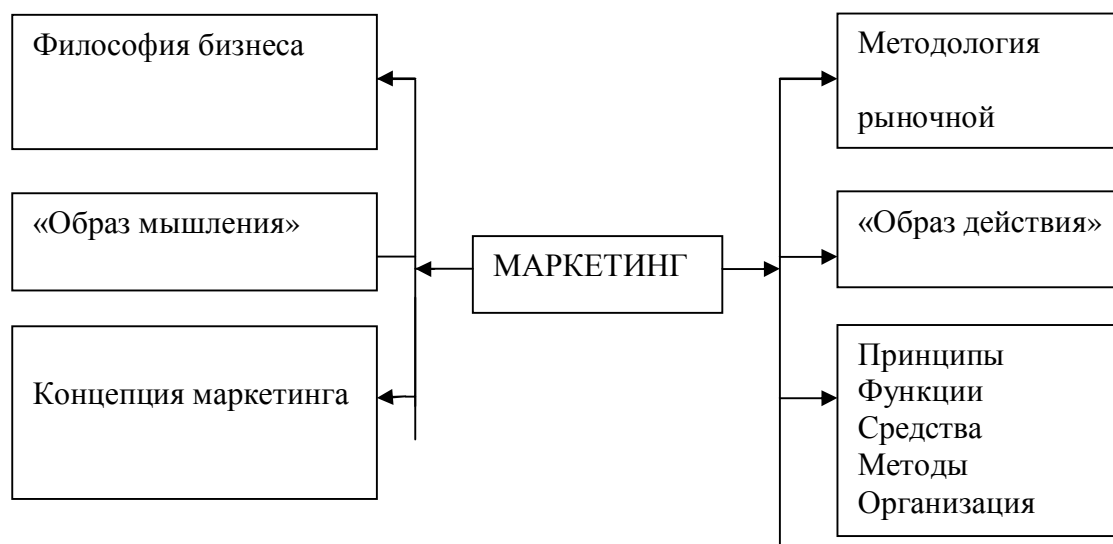 Философия бизнеса
«Образ мышления»
Концепция маркетинга
МАРКЕТИНГ
Методология
рыночной
«Образ действия»
Принципы
Функции
Средства
Методы
Организация